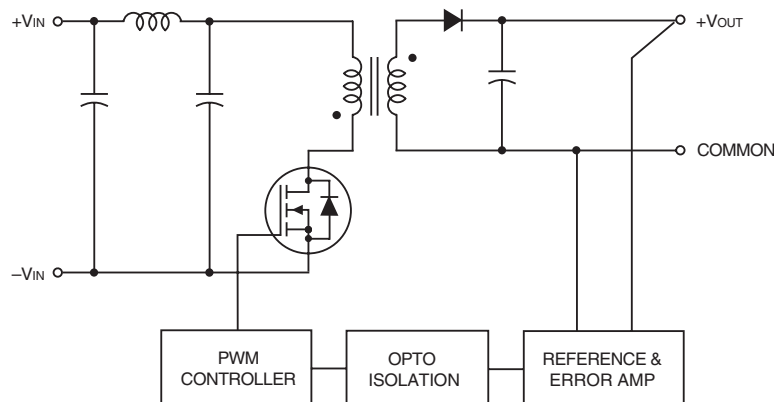 +VIN
+VOUT
COMMON
–VIN
PWM
CONTROLLER
OPTO
ISOLATION
REFERENCE &
ERROR AMP